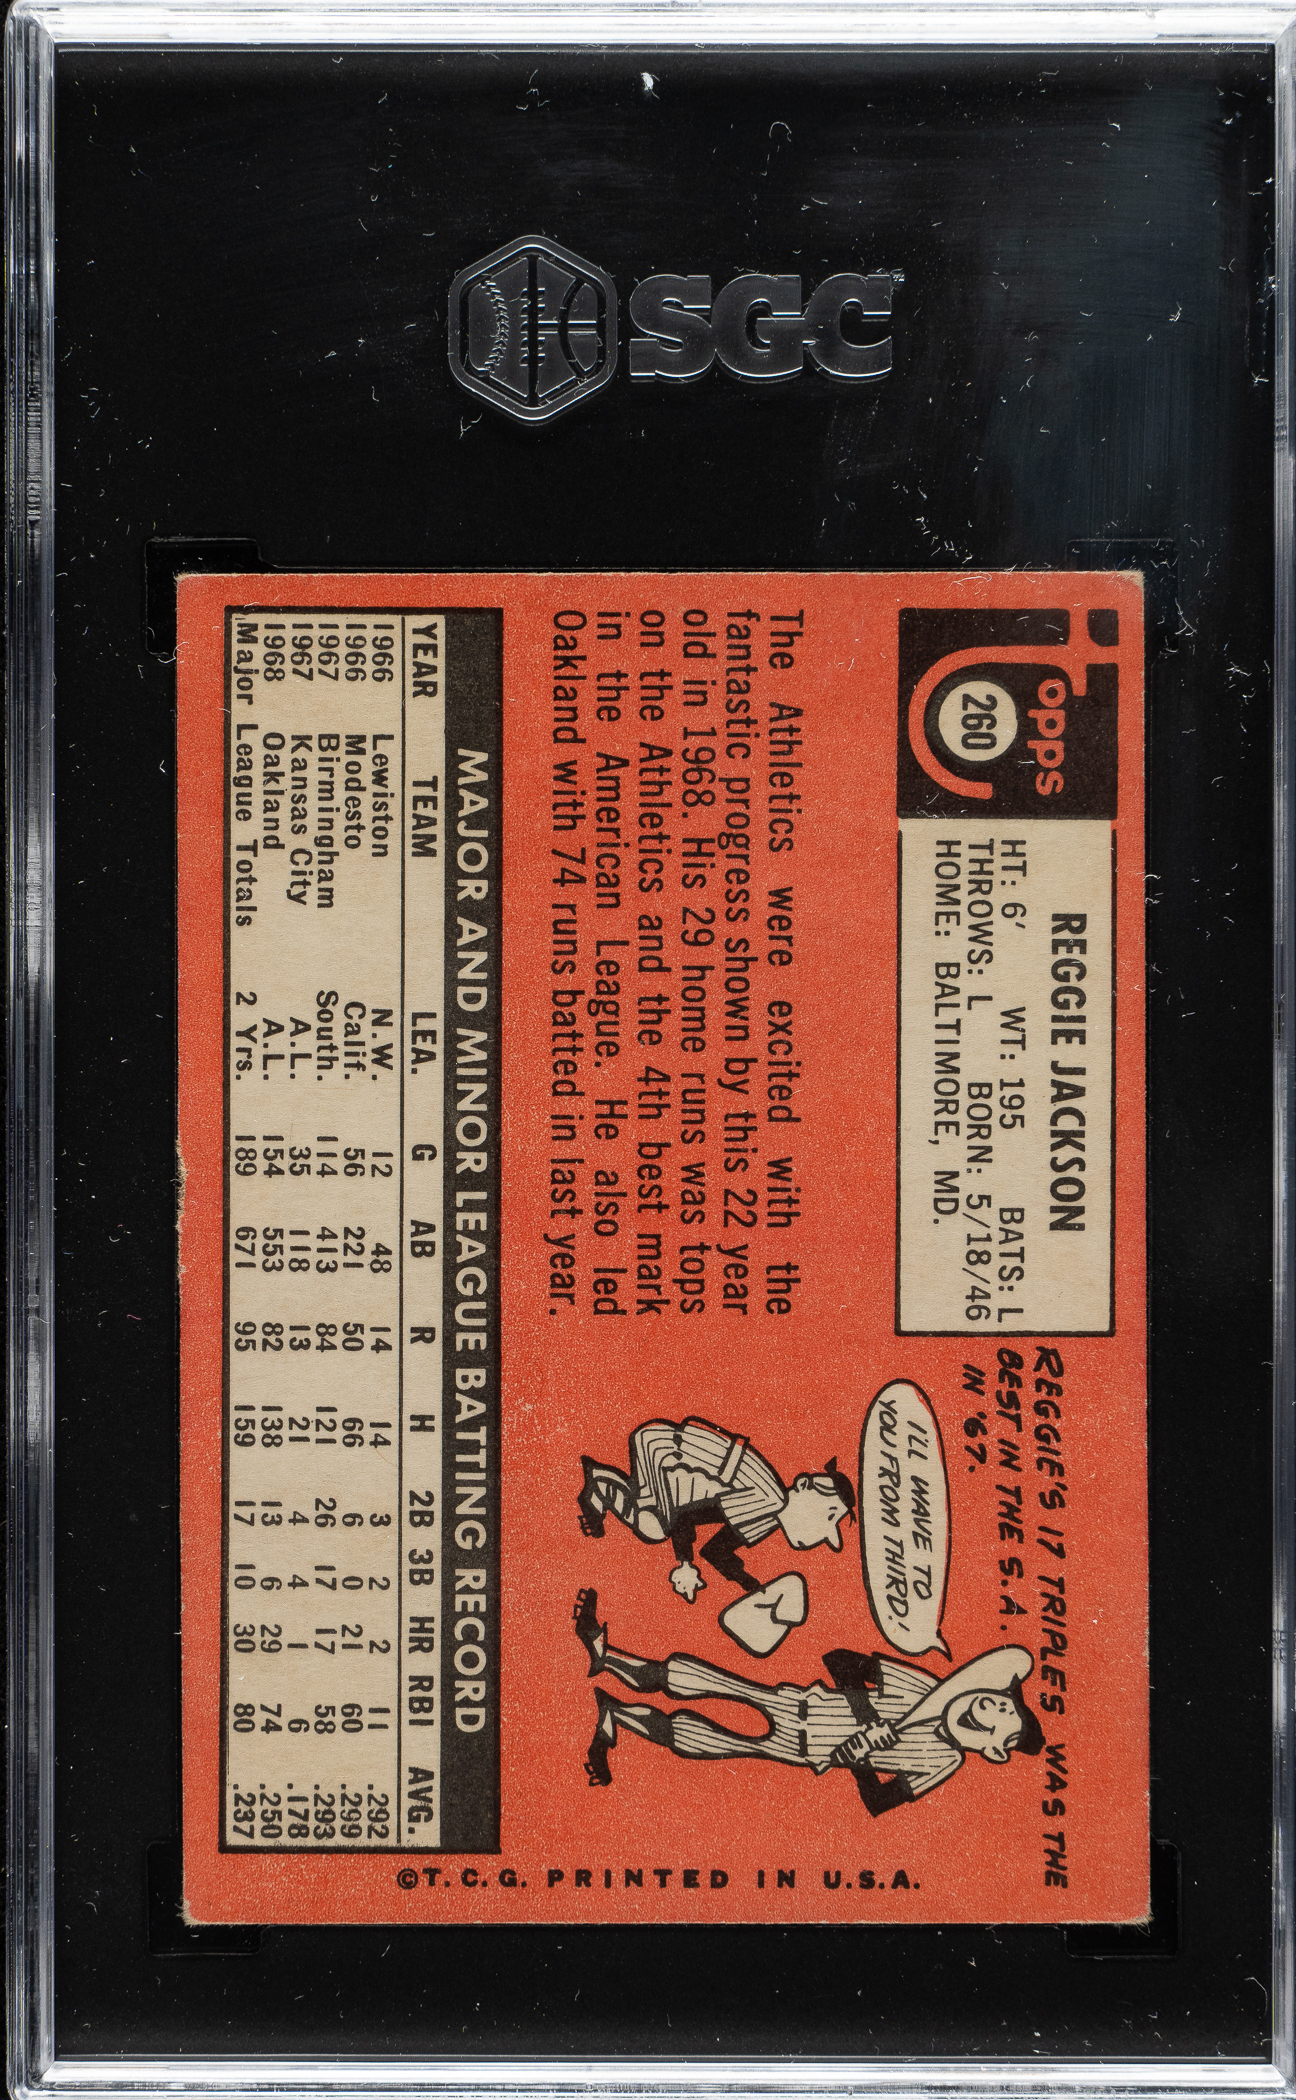 SGC
Topps
260
REGGIE JACKSON
HT: 6' WT: 195 BATS: L
THROWS: L BORN: 5/18/46
HOME: BALTIMORE, MD.
REGGIE'S 17 TRIPLES WAS THE
BEST IN THE S.A.
IN '67.
I'LL WAVE TO
YOU FROM THIRD!
The Athletics were excited with the
fantastic progress shown by this 22 year
old in 1968. His 29 home runs was tops
on the Athletics and the 4th best mark
in the American League. He also led
Oakland with 74 runs batted in last year.
MAJOR AND MINOR LEAGUE BATTING RECORD
YEAR TEAM LEA. G AB R H 2B 3B HR RBI AVG.
1966 Lewiston N.W. 12 48 14 14 3 2 2 11 .292
1966 Modesto Calif. 56 221 50 66 6 0 21 60 .299
1967 Birmingham South. 114 413 84 121 26 17 17 58 .293
1967 Kansas City A.L. 35 118 13 21 4 4 1 6 .178
1968 Oakland A.L. 154 553 82 138 13 6 29 74 .250
Major League Totals 2 Yrs. 189 671 95 159 17 10 30 80 .237
©T.C.G. PRINTED IN U.S.A.